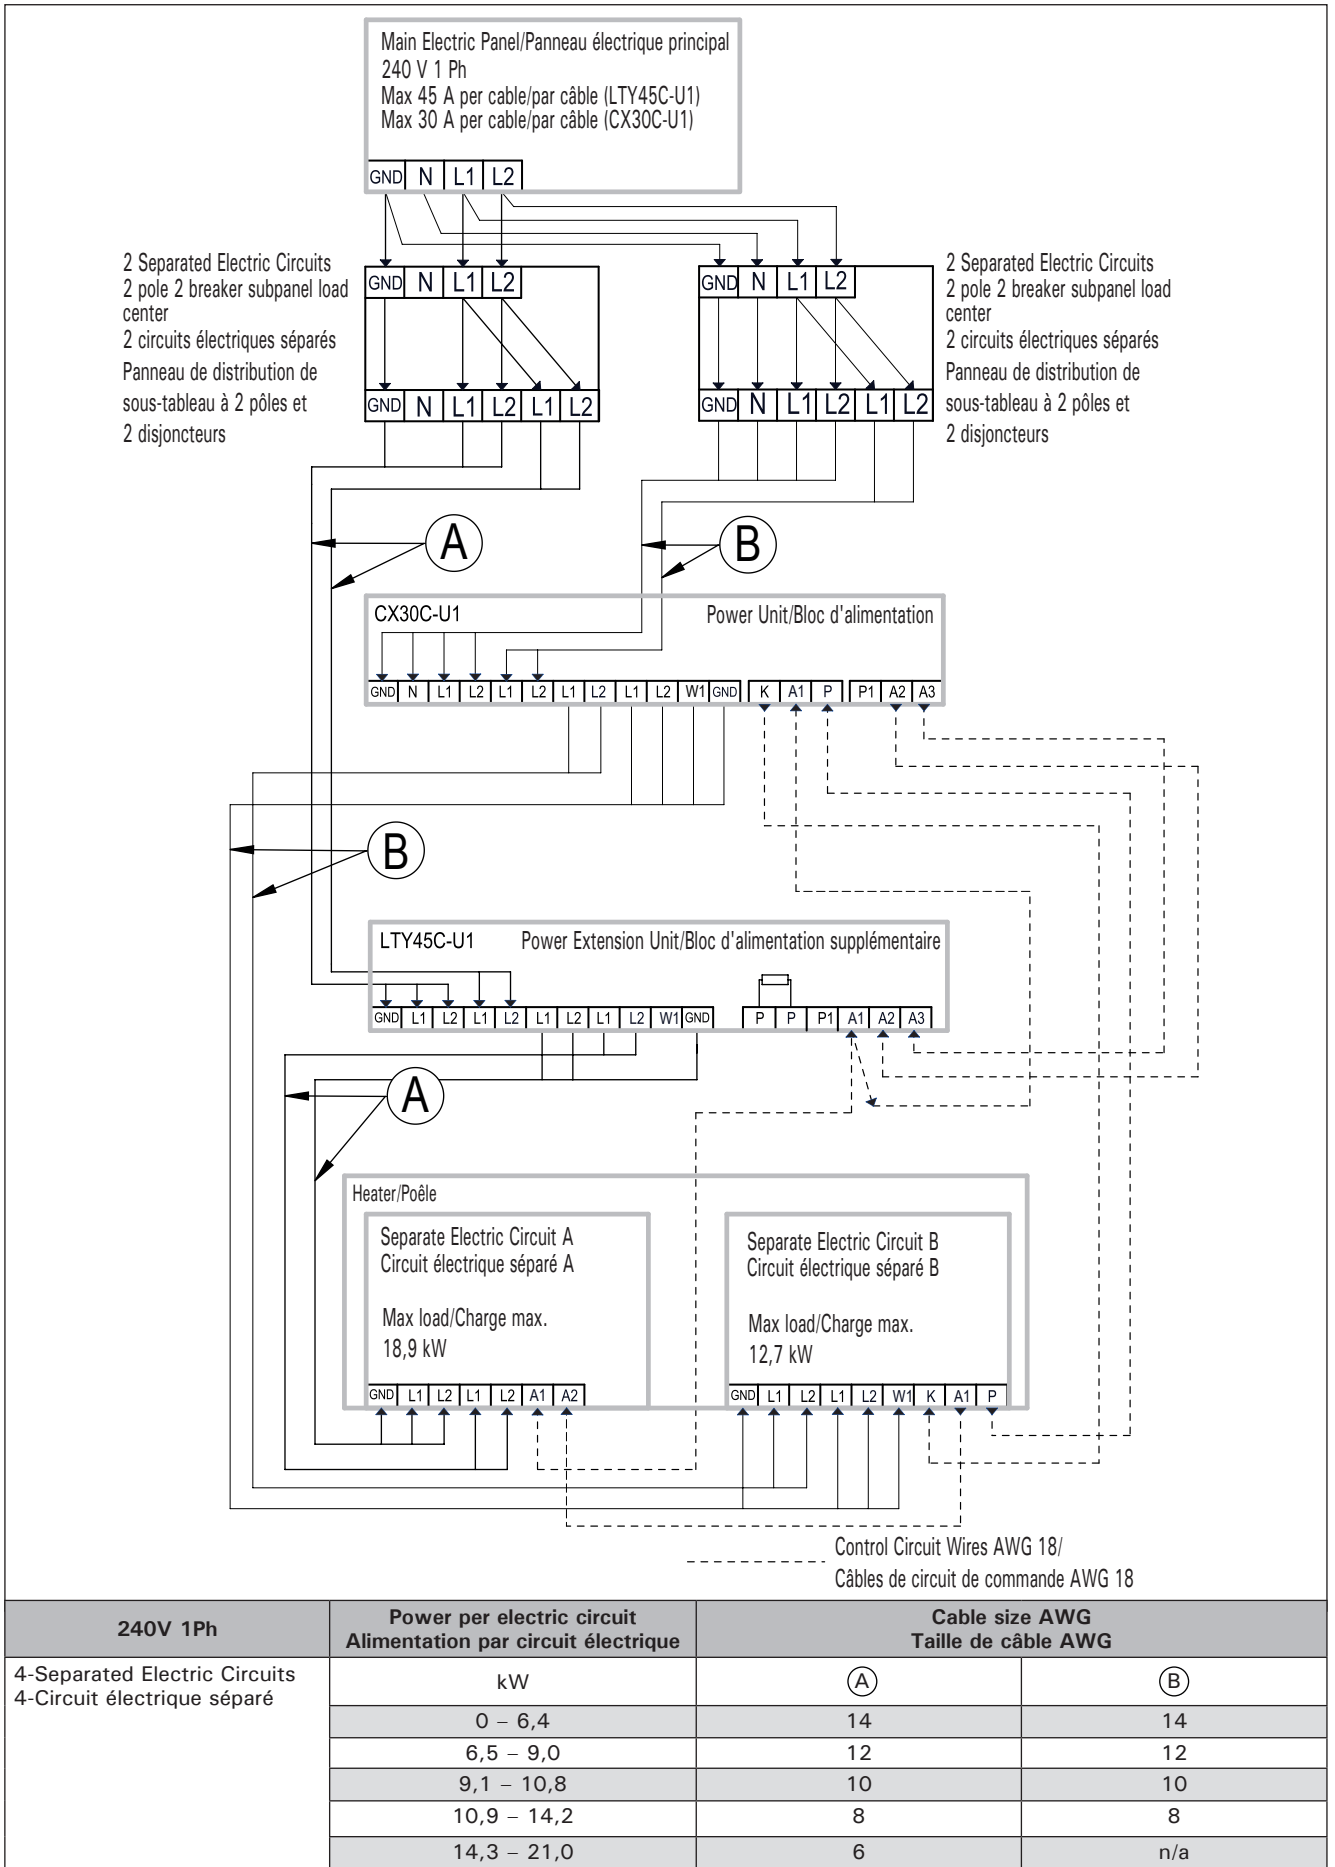 Main Electric Panel/Panneau électrique principal
240 V 1 Ph
Max 45 A per cable/par câble (LTY45C-U1)
Max 30 A per cable/par câble (CX30C-U1)
GND N L1 L2
2 Separated Electric Circuits
2 pole 2 breaker subpanel load
center
2 circuits électriques séparés
Panneau de distribution de
sous-tableau à 2 pôles et
2 disjoncteurs
GND N L1 L2
GND N L1 L2 L1 L2
GND N L1 L2
GND N L1 L2 L1 L2
2 Separated Electric Circuits
2 pole 2 breaker subpanel load
center
2 circuits électriques séparés
Panneau de distribution de
sous-tableau à 2 pôles et
2 disjoncteurs
A
B
CX30C-U1 Power Unit/Bloc d'alimentation
GND N L1 L2 L1 L2 L1 L2 L1 L2 W1 GND K A1 P P1 A2 A3
B
LTY45C-U1 Power Extension Unit/Bloc d'alimentation supplémentaire
GND L1 L2 L1 L2 L1 L2 L1 L2 W1 GND P P P1 A1 A2 A3
A
Heater/Poêle
Separate Electric Circuit A
Circuit électrique séparé A
Max load/Charge max.
18,9 kW
GND L1 L2 L1 L2 A1 A2
Separate Electric Circuit B
Circuit électrique séparé B
Max load/Charge max.
12,7 kW
GND L1 L2 L1 L2 W1 K A1 P
Control Circuit Wires AWG 18/
Câbles de circuit de commande AWG 18
240V 1Ph
Power per electric circuit
Alimentation par circuit électrique
Cable size AWG
Taille de câble AWG
4-Separated Electric Circuits
4-Circuit électrique séparé
kW A B
0 – 6,4 14 14
6,5 – 9,0 12 12
9,1 – 10,8 10 10
10,9 – 14,2 8 8
14,3 – 21,0 6 n/a